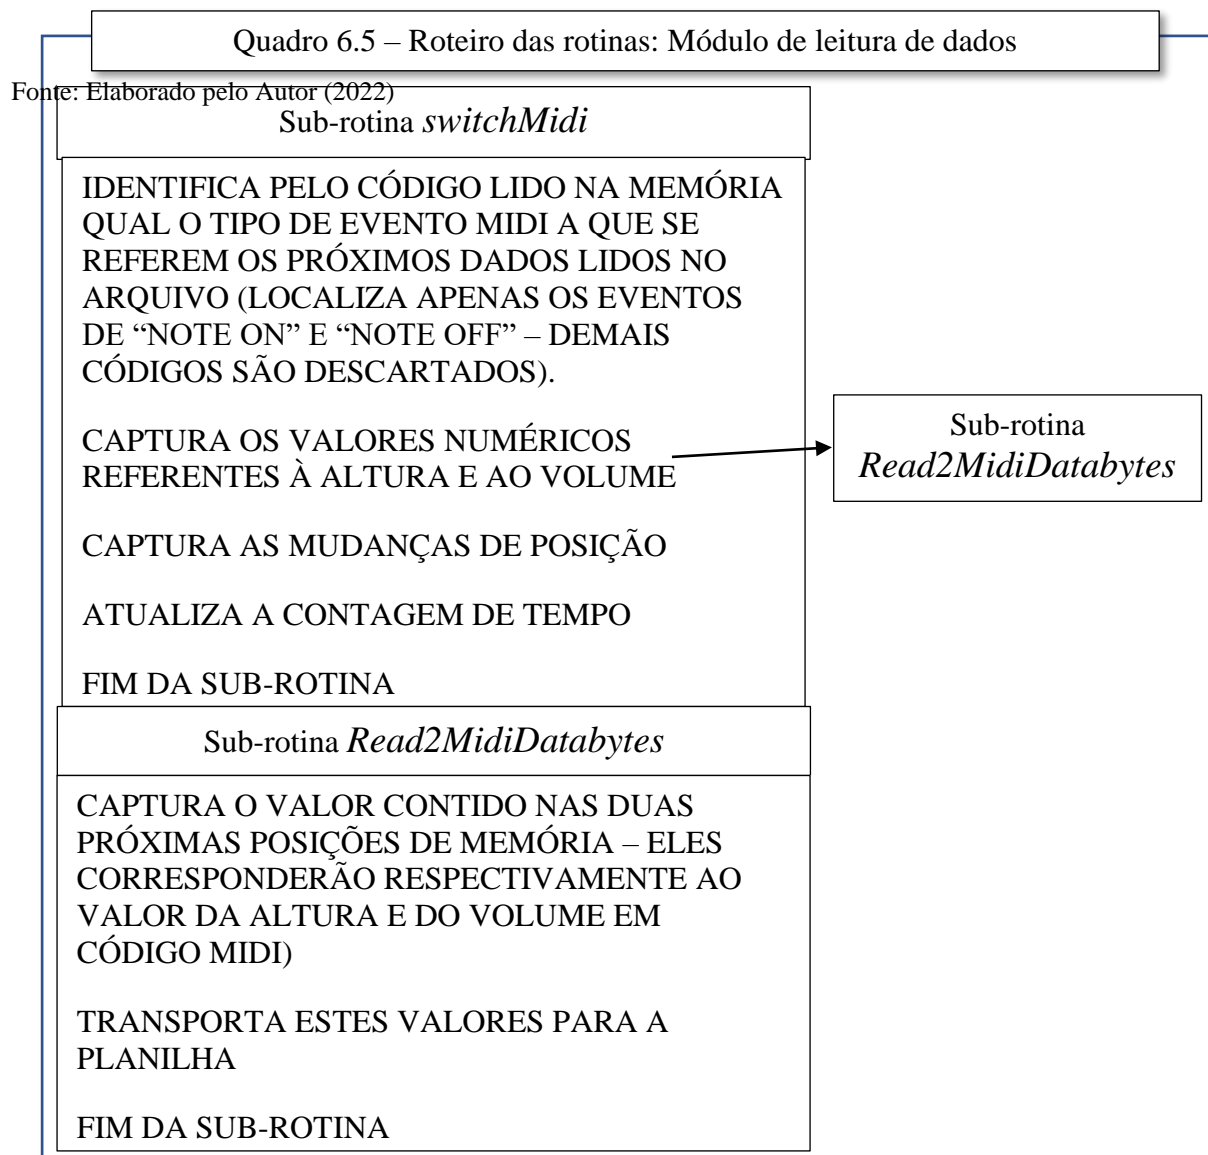 Quadro 6.5 – Roteiro das rotinas: Módulo de leitura de dados
Fonte: Elaborado pelo Autor (2022)
Sub-rotina switchMidi
IDENTIFICA PELO CÓDIGO LIDO NA MEMÓRIA
QUAL O TIPO DE EVENTO MIDI A QUE SE
REFEREM OS PRÓXIMOS DADOS LIDOS NO
ARQUIVO (LOCALIZA APENAS OS EVENTOS
DE “NOTE ON” E “NOTE OFF” – DEMAIS
CÓDIGOS SÃO DESCARTADOS).
CAPTURA OS VALORES NUMÉRICOS
REFERENTES À ALTURA E AO VOLUME
Sub-rotina
Read2MidiDatabytes
CAPTURA AS MUDANÇAS DE POSIÇÃO
ATUALIZA A CONTAGEM DE TEMPO
FIM DA SUB-ROTINA
Sub-rotina Read2MidiDatabytes
CAPTURA O VALOR CONTIDO NAS DUAS
PRÓXIMAS POSIÇÕES DE MEMÓRIA – ELES
CORRESPONDERÃO RESPECTIVAMENTE AO
VALOR DA ALTURA E DO VOLUME EM
CÓDIGO MIDI)
TRANSPORTA ESTES VALORES PARA A
PLANILHA
FIM DA SUB-ROTINA